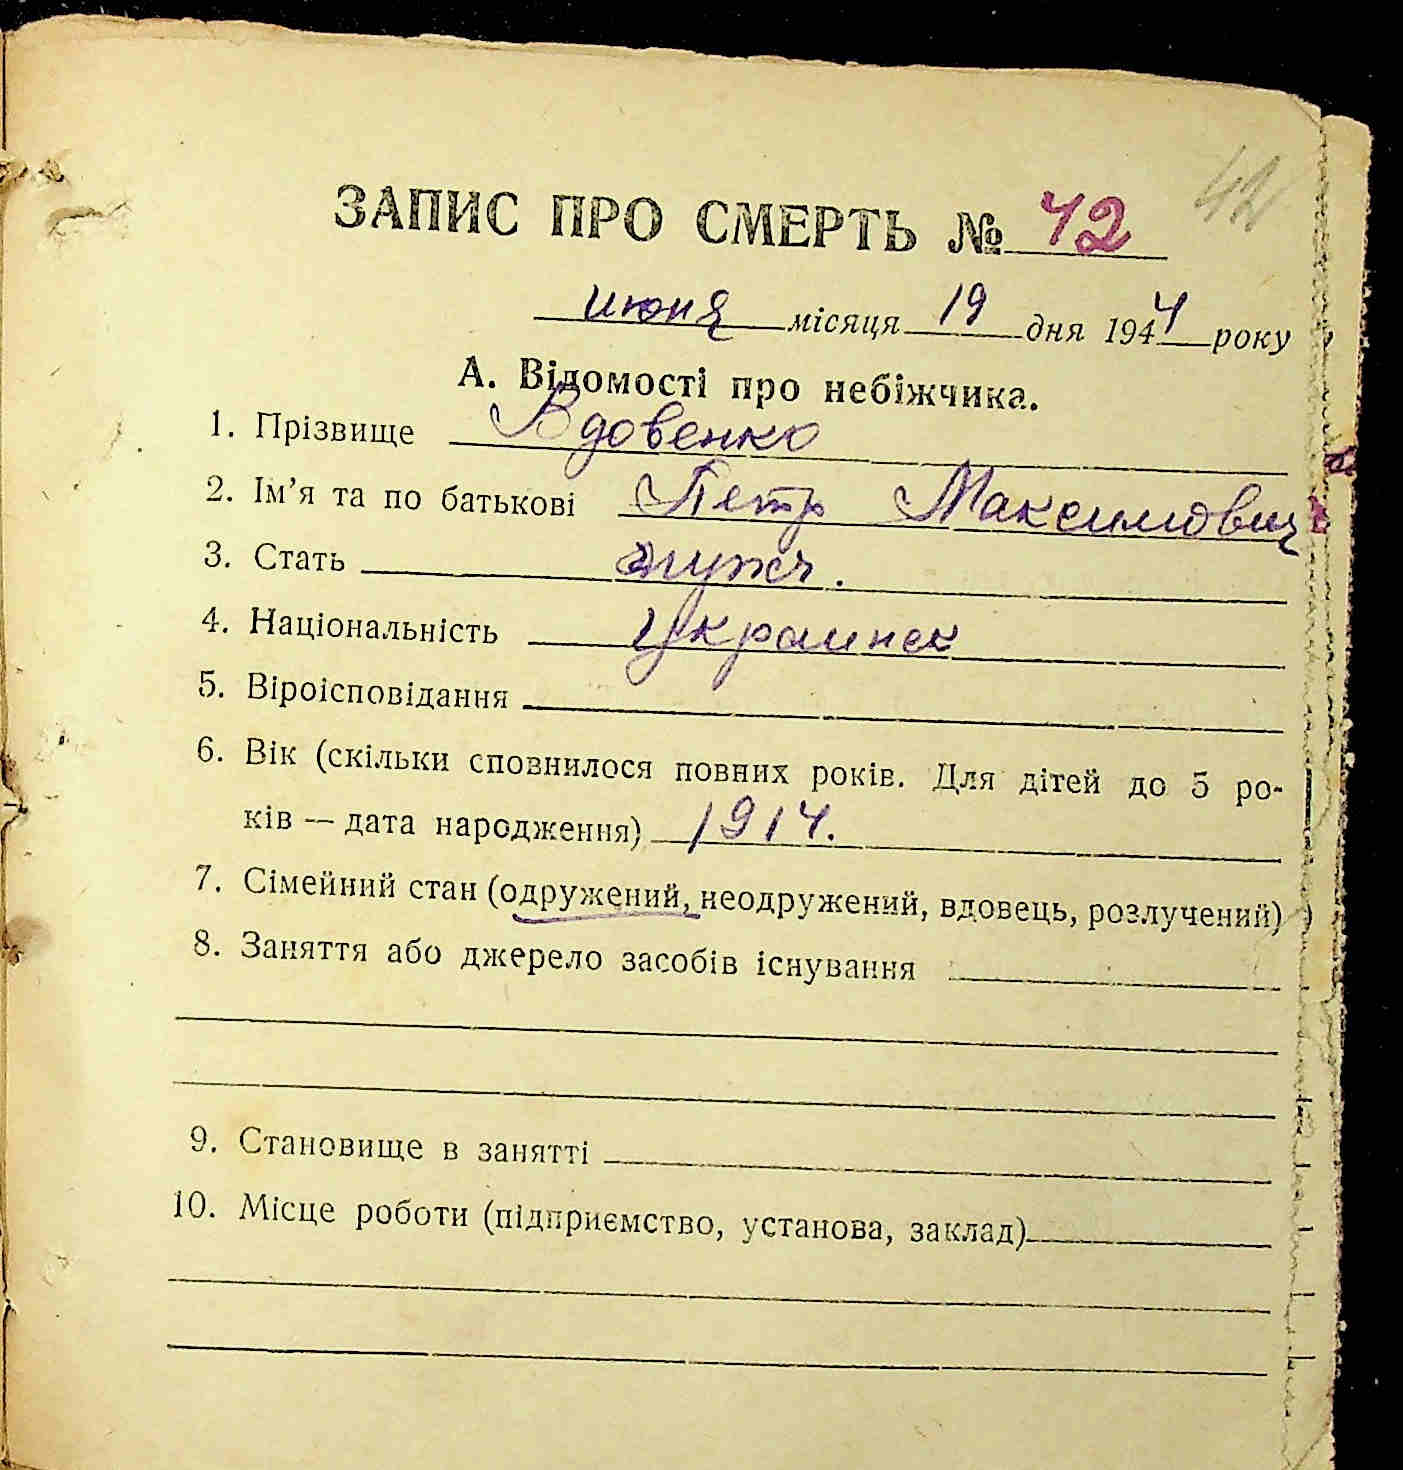 42
ЗАПИС ПРО СМЕРТЬ № 42
июня місяця 19 дня 1944 року
А. Відомості про небіжчика.
1. Прізвище Вдовенко
2. Ім’я та по батькові Петр Максимович
3. Стать мужч.
4. Національність Украинец
5. Віроісповідання
6. Вік (скільки сповнилося повних років. Для дітей до 5 ро-
ків — дата народження) 1914.
7. Сімейний стан (одружений, неодружений, вдовець, розлучений)
8. Заняття або джерело засобів існування
9. Становище в занятті
10. Місце роботи (підприємство, установа, заклад)